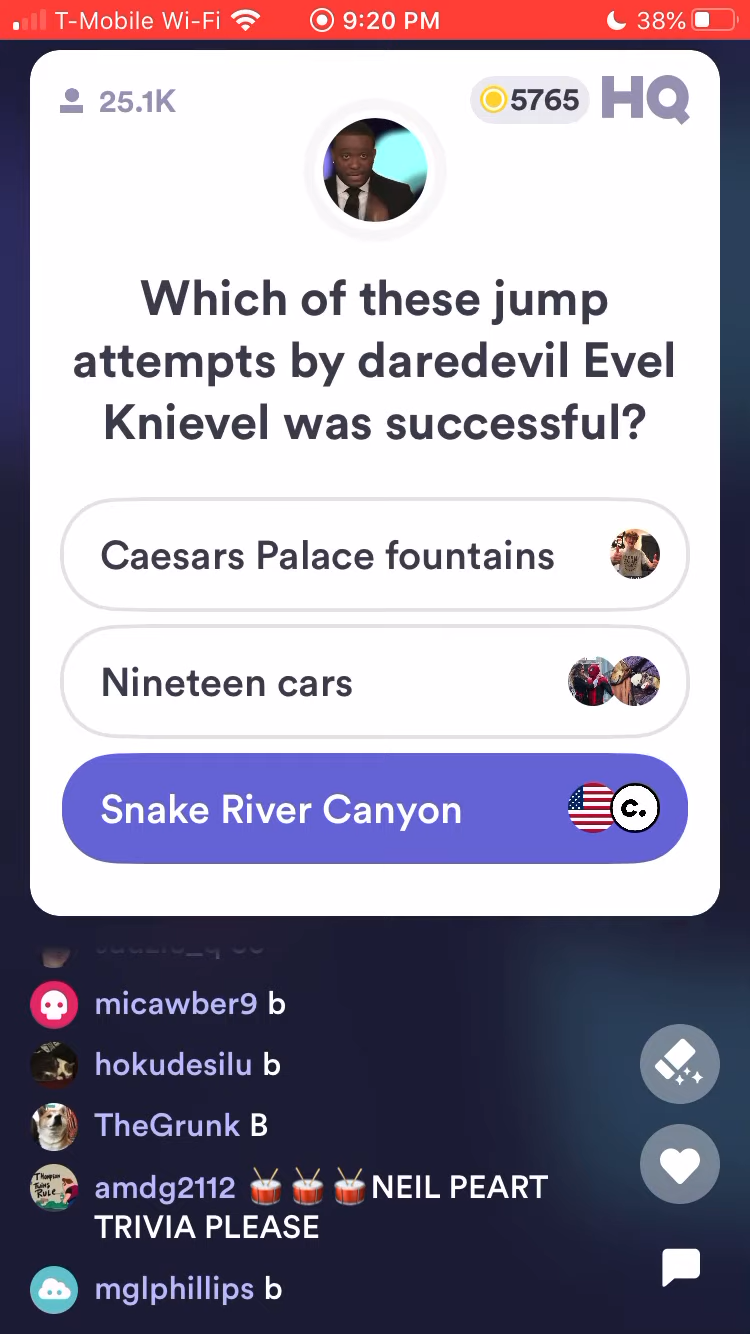 T-Mobile Wi-Fi 9:20 PM 38%
25.1K 5765 HQ
Which of these jump
attempts by daredevil Evel
Knievel was successful?
Caesars Palace fountains
Nineteen cars
Snake River Canyon c.
micawber9 b
hokudesilu b
TheGrunk B
amdg2112 🥁🥁🥁NEIL PEART
TRIVIA PLEASE
mglphillips b